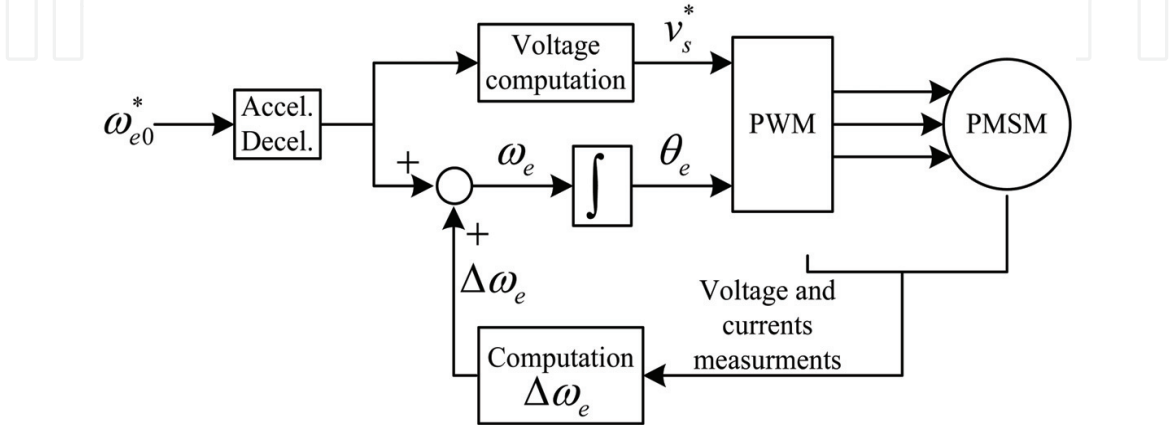 v*s
Voltage
computation
ω*e0
Accel.
Decel.
PWM
PMSM
+
ωe
∫
θe
+
Δωe
Voltage and
currents
measurments
Computation
Δωe